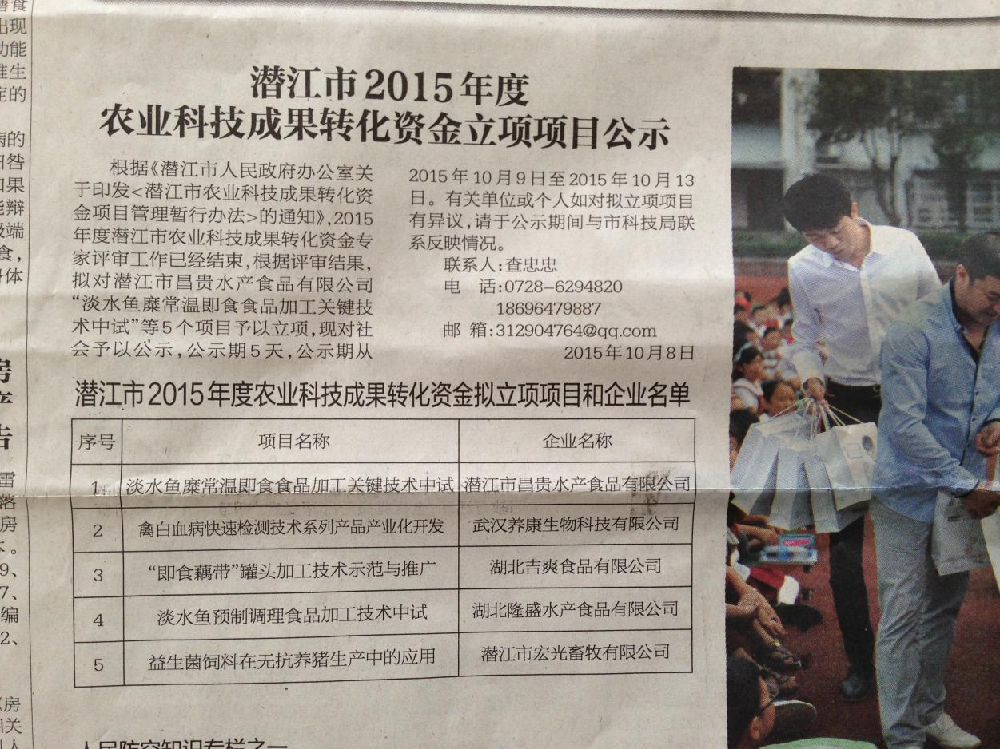 潜江市2015年度
农业科技成果转化资金立项项目公示
根据《潜江市人民政府办公室关
于印发<潜江市农业科技成果转化资
金项目管理暂行办法>的通知》,2015
年度潜江市农业科技成果转化资金专
家评审工作已经结束,根据评审结果,
拟对潜江市昌贵水产食品有限公司
“淡水鱼糜常温即食食品加工关键技
术中试”等5个项目予以立项,现对社
会予以公示,公示期5天,公示期从
2015年10月9日至2015年10月13
日。有关单位或个人如对拟立项项目
有异议,请于公示期间与市科技局联
系反映情况。
联系人:查忠忠
电 话:0728-6294820
18696479887
邮 箱:312904764@qq.com
2015年10月8日
潜江市2015年度农业科技成果转化资金拟立项项目和企业名单
序号 项目名称 企业名称
1 淡水鱼糜常温即食食品加工关键技术中试 潜江市昌贵水产食品有限公司
2 禽白血病快速检测技术系列产品产业化开发 武汉养康生物科技有限公司
3 “即食藕带”罐头加工技术示范与推广 湖北吉爽食品有限公司
4 淡水鱼预制调理食品加工技术中试 湖北隆盛水产食品有限公司
5 益生菌饲料在无抗养猪生产中的应用 潜江市宏光畜牧有限公司
人民防空知识专栏之一